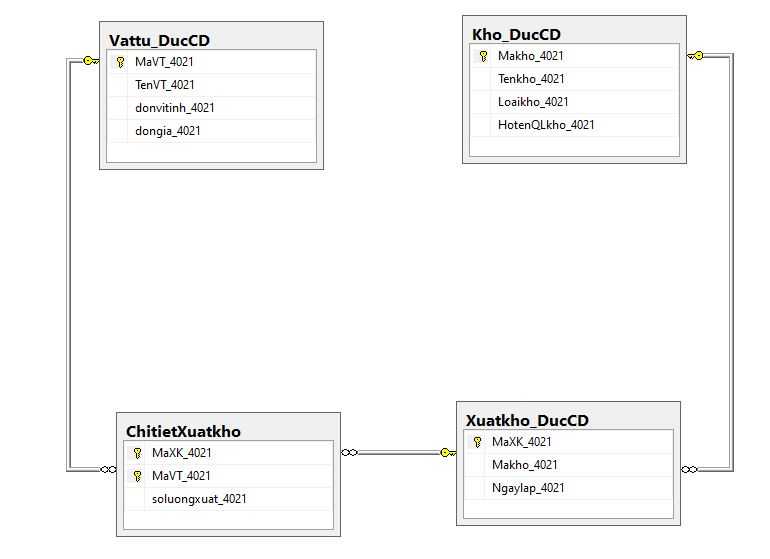 Vattu_DucCD
MaVT_4021
TenVT_4021
donvitinh_4021
dongia_4021
Kho_DucCD
Makho_4021
Tenkho_4021
Loaikho_4021
HotenQLkho_4021
ChitietXuatkho
MaXK_4021
MaVT_4021
soluongxuat_4021
Xuatkho_DucCD
MaXK_4021
Makho_4021
Ngaylap_4021